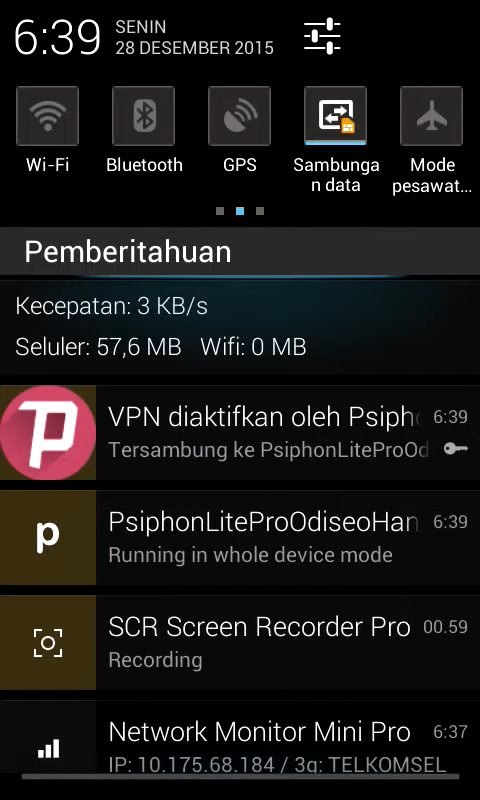 6:39
SENIN
28 DESEMBER 2015
Wi-Fi
Bluetooth
GPS
Sambunga
n data
Mode
pesawat...
Pemberitahuan
Kecepatan: 3 KB/s
Seluler: 57,6 MB Wifi: 0 MB
VPN diaktifkan oleh Psipho 6:39
Tersambung ke PsiphonLiteProOd
p
PsiphonLiteProOdiseoHan 6:39
Running in whole device mode
SCR Screen Recorder Pro 00.59
Recording
Network Monitor Mini Pro 6:37
IP: 10.175.68.184 / 3g: TELKOMSEL